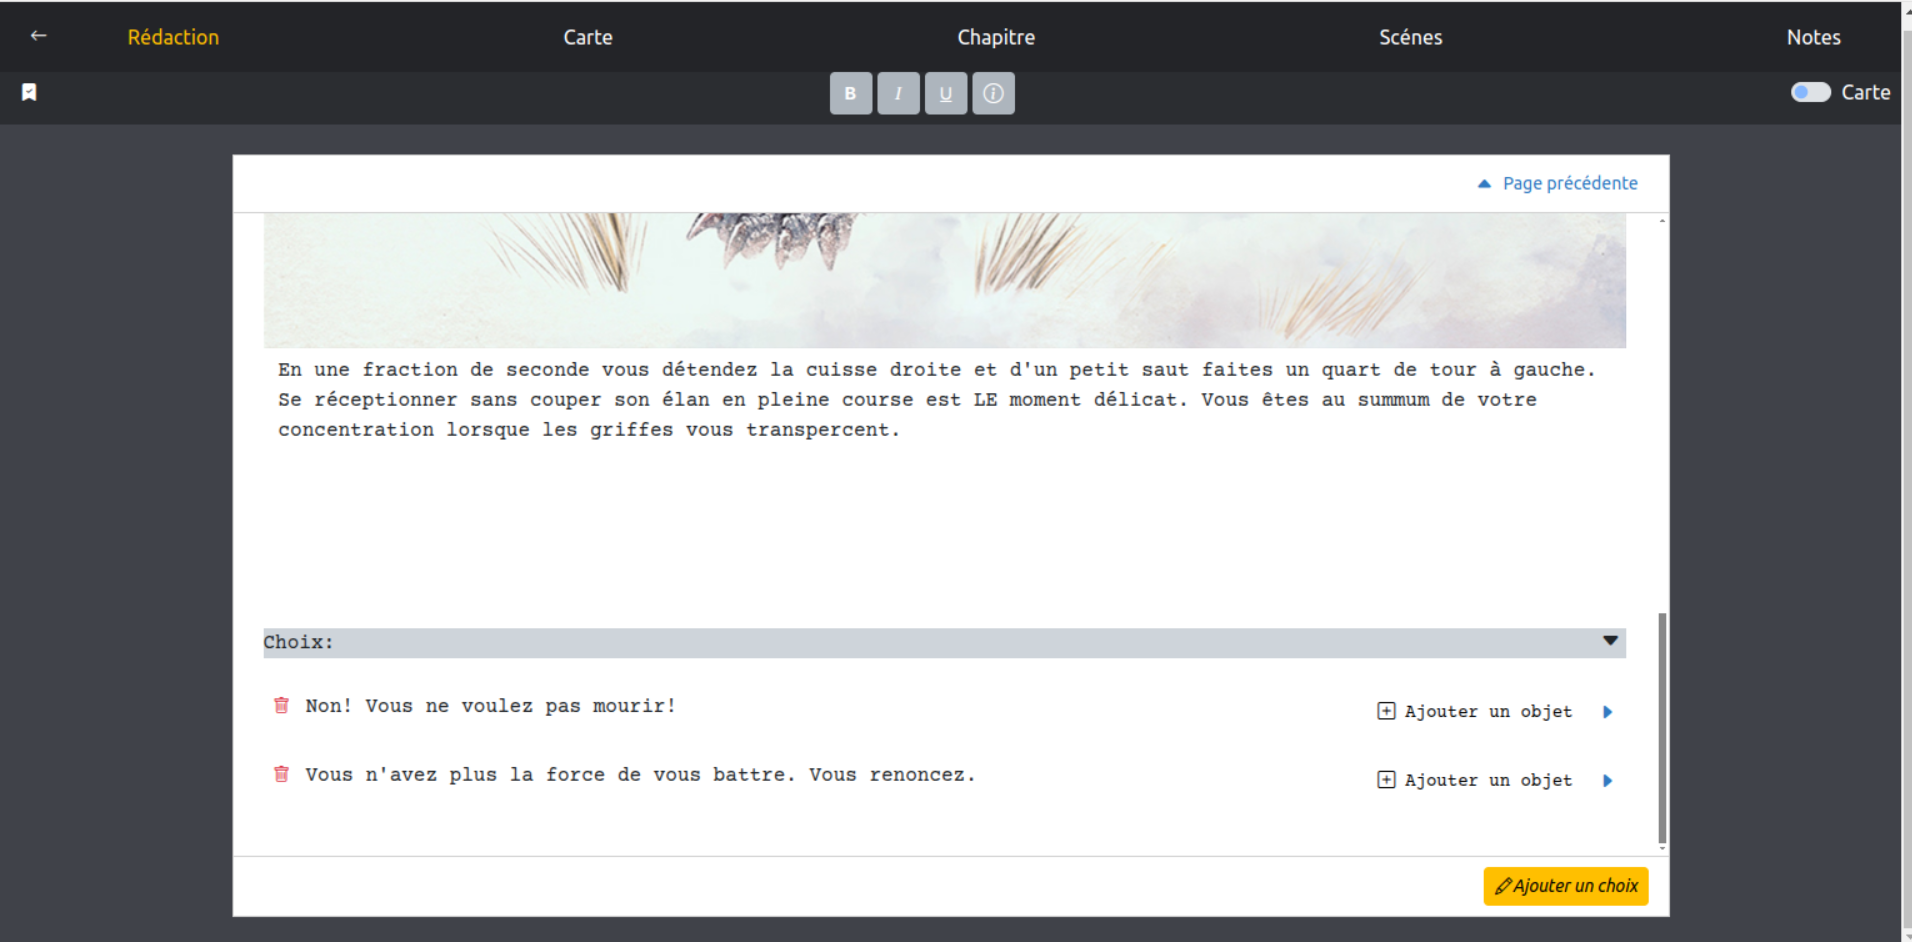 Rédaction
Carte
Chapitre
Scénes
Notes
B
I
U
Carte
Page précédente
En une fraction de seconde vous détendez la cuisse droite et d'un petit saut faites un quart de tour à gauche.
Se réceptionner sans couper son élan en pleine course est LE moment délicat. Vous êtes au summum de votre
concentration lorsque les griffes vous transpercent.
Choix:
Non! Vous ne voulez pas mourir!
Ajouter un objet
Vous n'avez plus la force de vous battre. Vous renoncez.
Ajouter un objet
Ajouter un choix